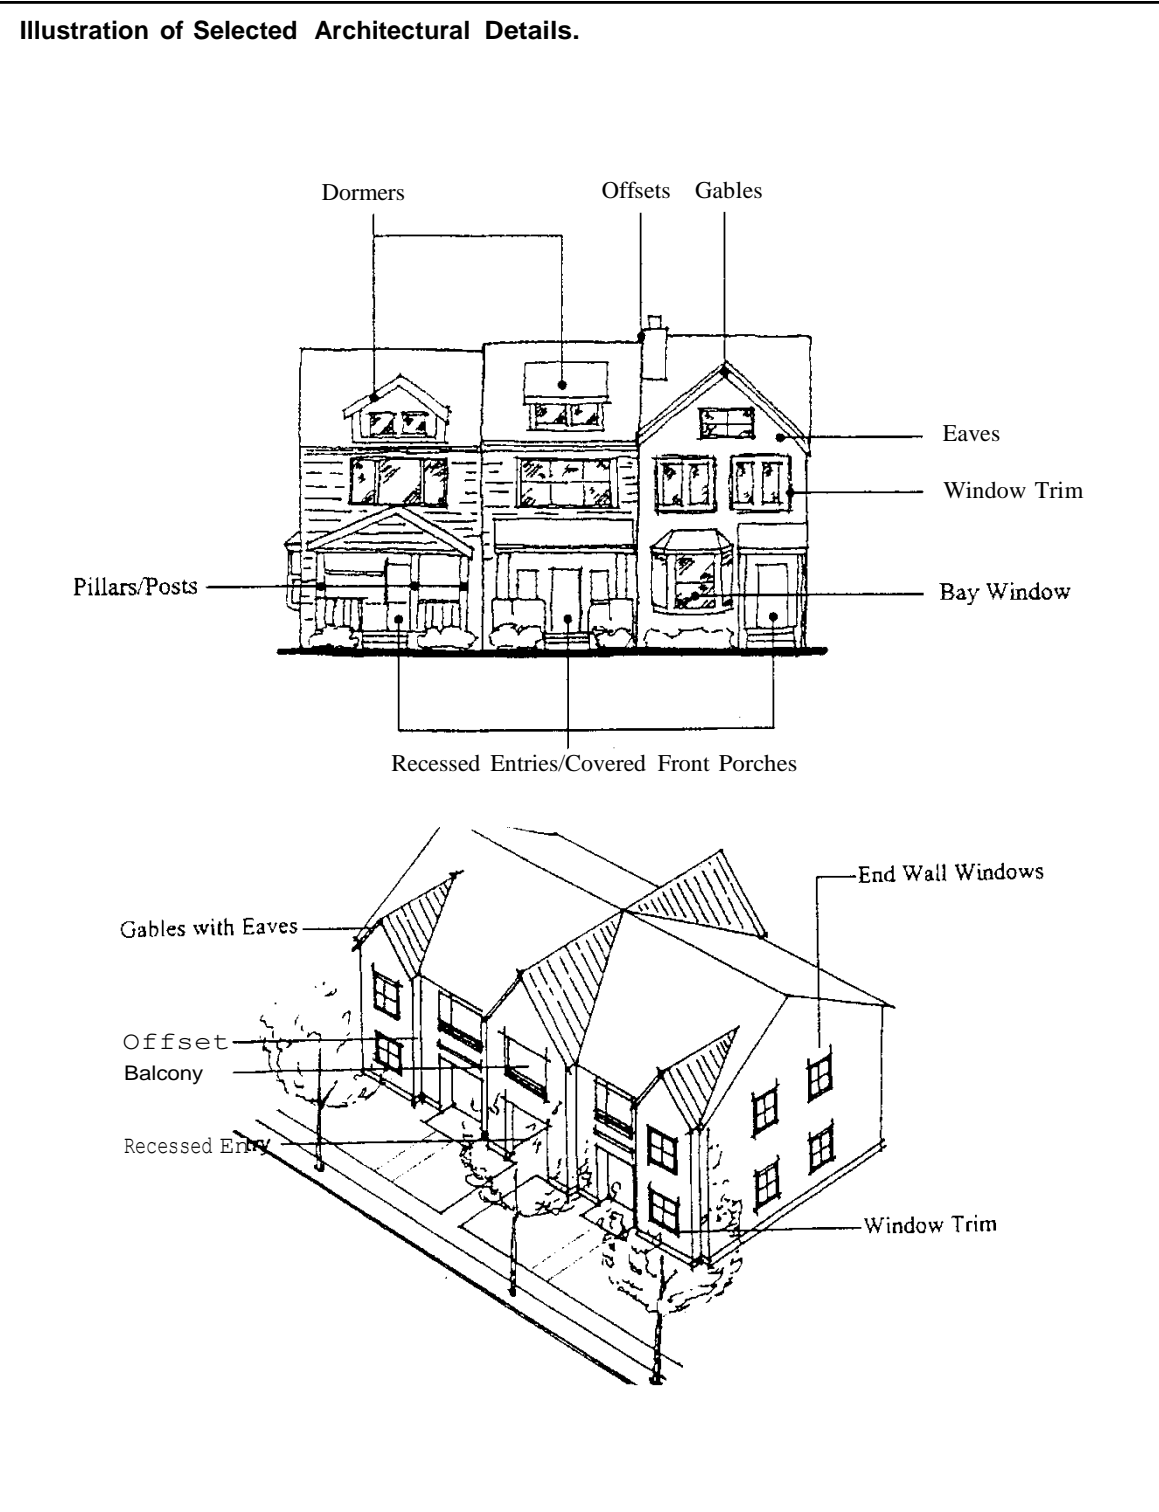 Illustration of Selected Architectural Details.
Dormers
Offsets
Gables
Eaves
Window Trim
Pillars/Posts
Bay Window
Recessed Entries/Covered Front Porches
End Wall Windows
Gables with Eaves
Offset
Balcony
Recessed Entry
Window Trim